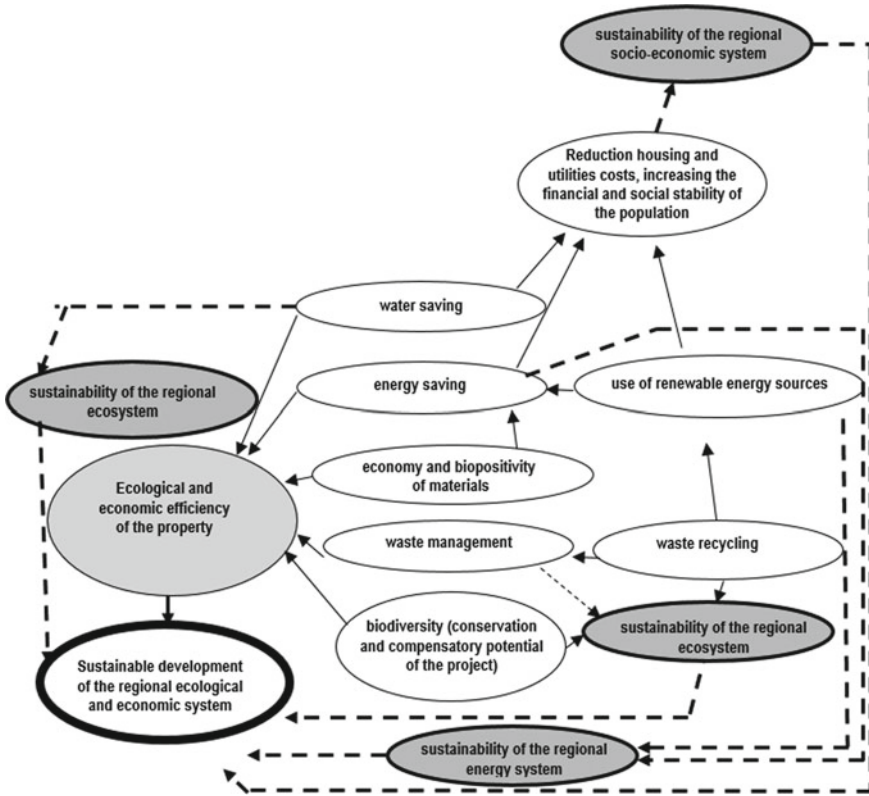 sustainability of the regional
socio-economic system
Reduction housing and
utilities costs, increasing the
financial and social stability of
the population
water saving
energy saving
use of renewable energy sources
sustainability of the regional
ecosystem
economy and biopositivity
of materials
Ecological and
economic efficiency
of the property
waste management
waste recycling
biodiversity (conservation
and compensatory potential
of the project)
sustainability of the regional
ecosystem
Sustainable development
of the regional ecological
and economic system
sustainability of the regional
energy system